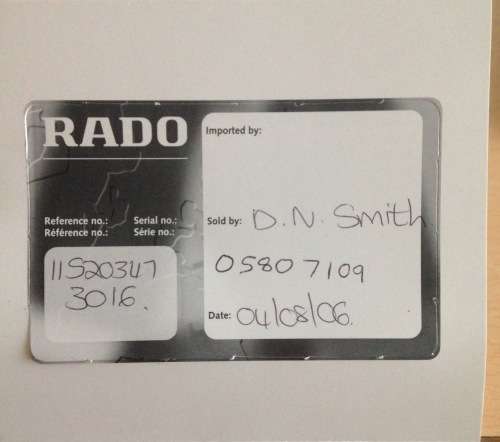 RADO
Reference no.: Serial no.:
Référence no.: Série no.:
11520347
3016.
Imported by:
Sold by: D.N. Smith
05807109
Date: 04/08/06.